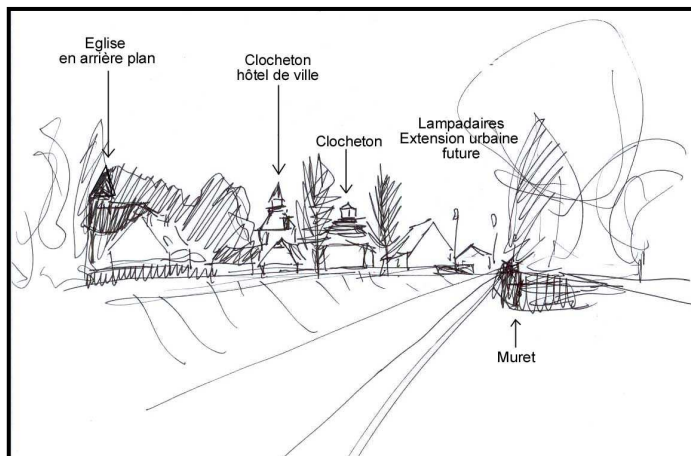 Eglise
en arrière plan
Clocheton
hôtel de ville
Clocheton
Lampadaires
Extension urbaine
future
Muret